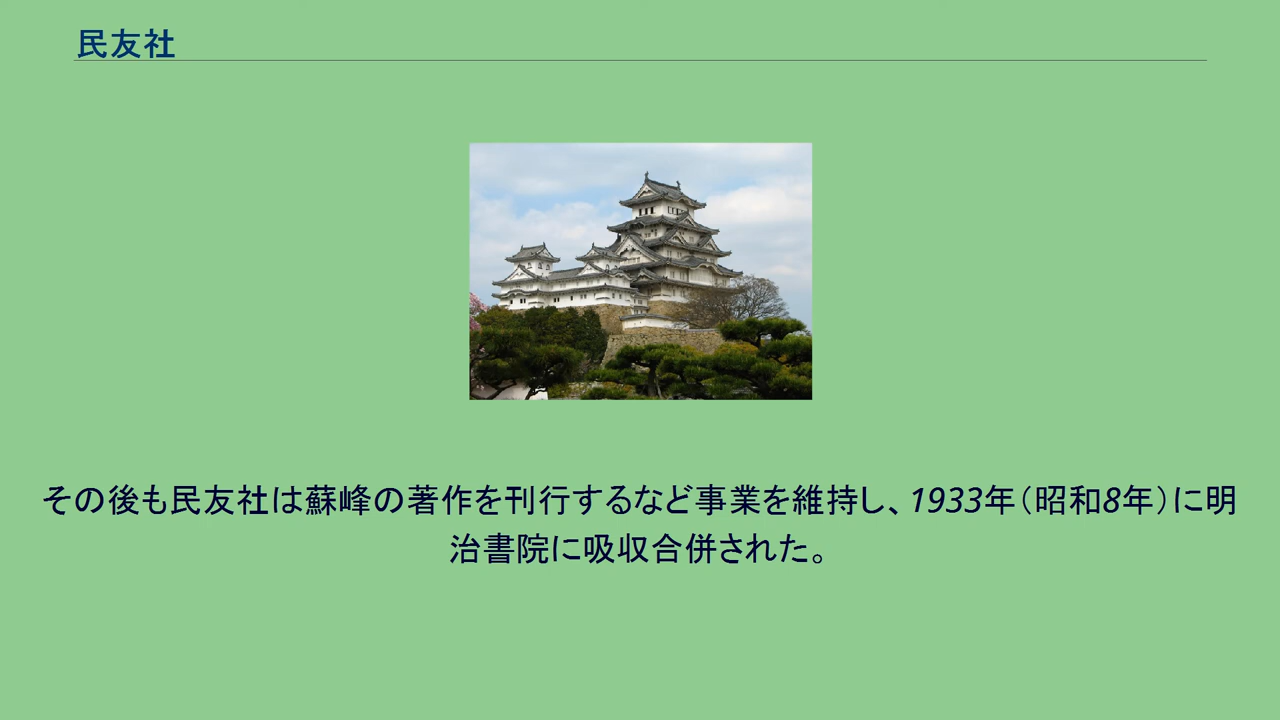 民友社
その後も民友社は蘇峰の著作を刊行するなど事業を維持し、1933年（昭和8年）に明
治書院に吸収合併された。